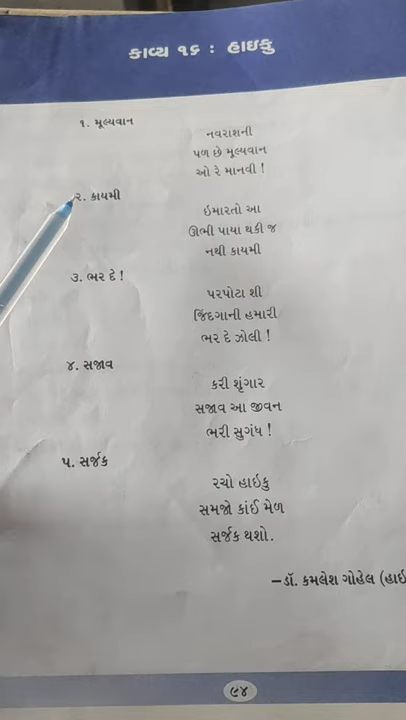 કાવ્ય ૧૬ : હાઇકુ
૧. મૂલ્યવાન
નવરાશની
પળ છે મૂલ્યવાન
ઓ રે માનવી !
૨. કાયમી
ઇમારતો આ
ઊભી પાયા થકી જ
નથી કાયમી
૩. ભર દે !
પરપોટા શી
જિંદગાની હમારી
ભર દે ઝોલી !
૪. સજાવ
કરી શૃંગાર
સજાવ આ જીવન
ભરી સુગંધ !
૫. સર્જક
રચો હાઇકુ
સમજો કાંઈ મેળ
સર્જક થશો.
–ડૉ. કમલેશ ગોહેલ (હાઇ
૯૪